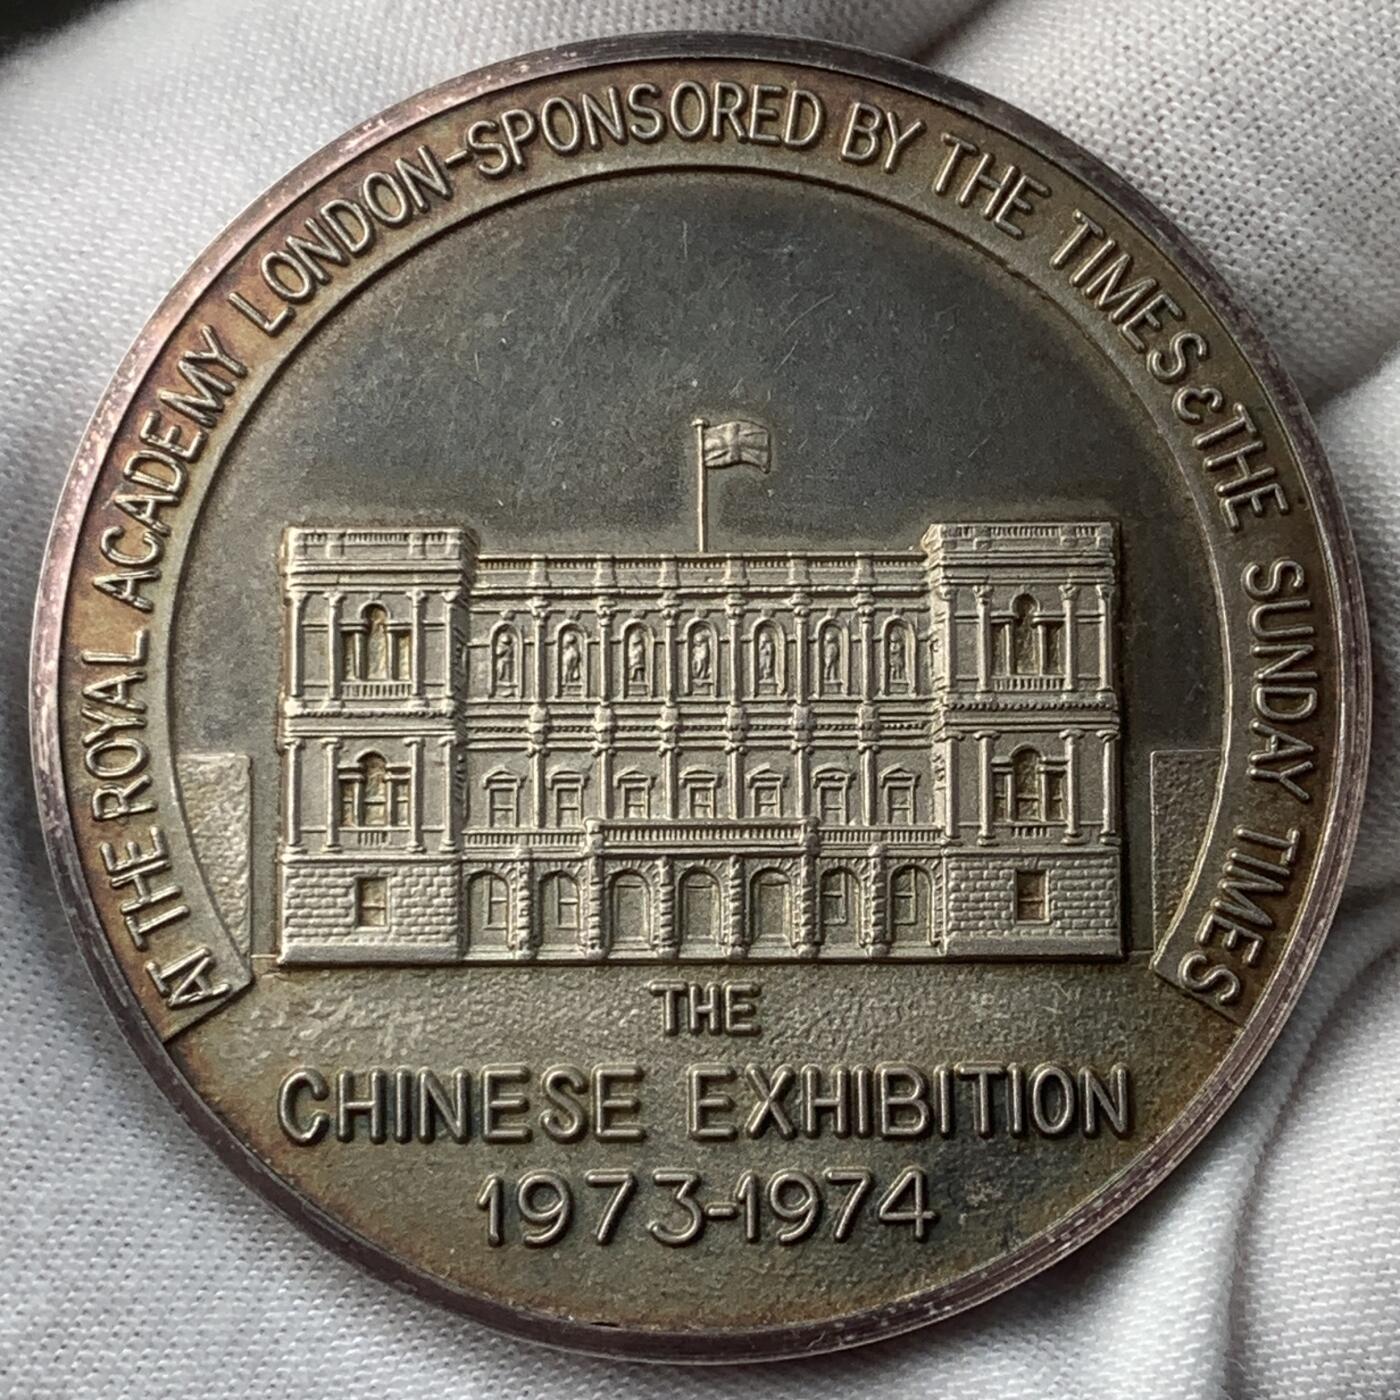 AT THE ROYAL ACADEMY LONDON-SPONSORED BY THE TIMES & THE SUNDAY TIMES
THE
CHINESE EXHIBITION
1973-1974